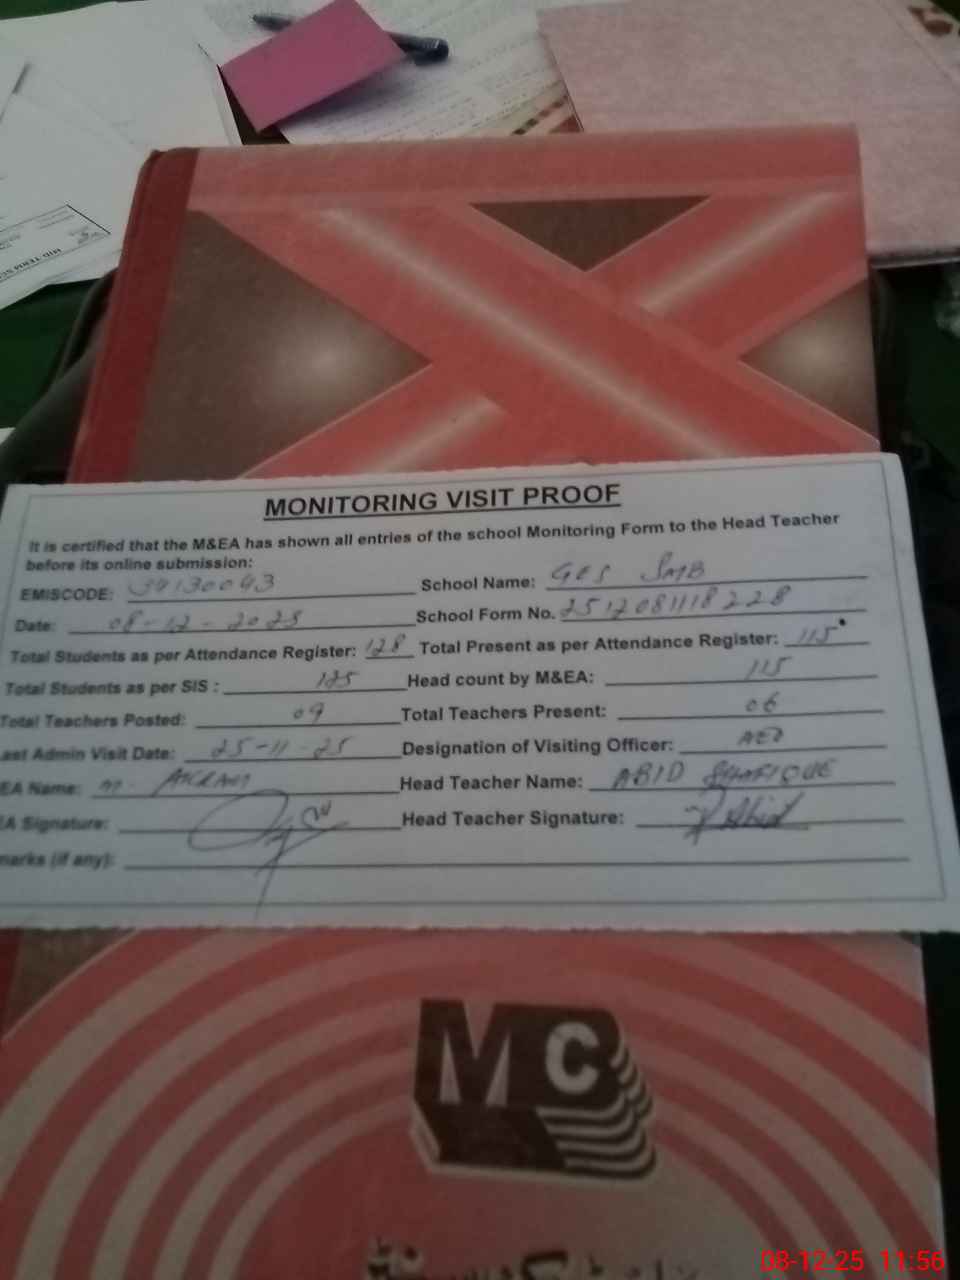 MID TERM
MONITORING VISIT PROOF
It is certified that the M&EA has shown all entries of the school Monitoring Form to the Head Teacher
before its online submission:
EMISCODE: 34130043 School Name: GES SMB
Date: 08-12-2025 School Form No. 2512081118228
Total Students as per Attendance Register: 128 Total Present as per Attendance Register: 115
Total Students as per SIS : 125 Head count by M&EA: 115
Total Teachers Posted: 09 Total Teachers Present: 06
ast Admin Visit Date: 25-11-25 Designation of Visiting Officer: AEO
EA Name: M. AKRAM Head Teacher Name: ABID
EA Signature: Head Teacher Signature:
marks (if any):
MC
08-12-25 11:56